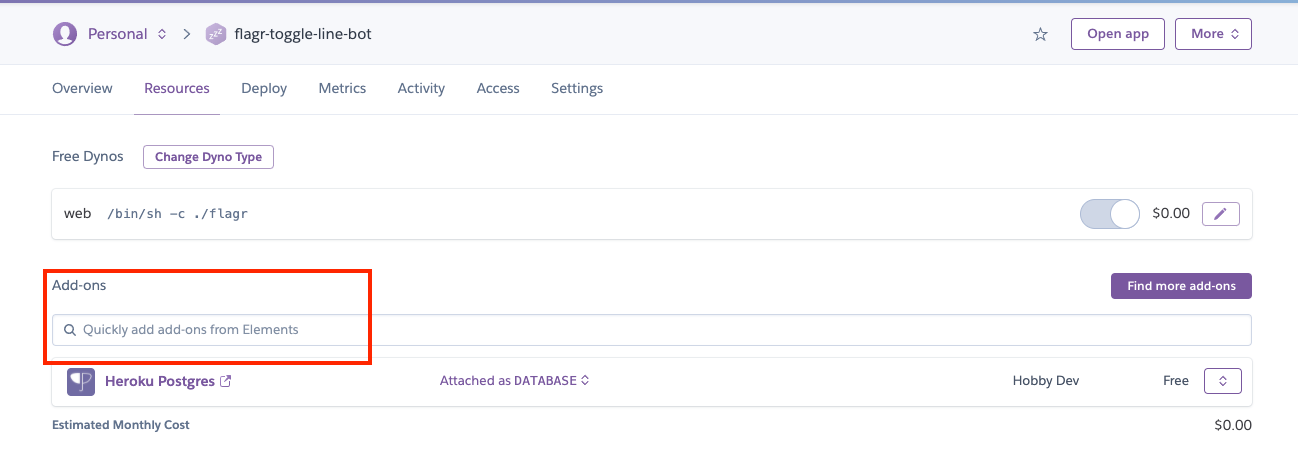 Personal > flagr-toggle-line-bot Open app More
Overview Resources Deploy Metrics Activity Access Settings
Free Dynos Change Dyno Type
web /bin/sh -c ./flagr $0.00
Add-ons Find more add-ons
Quickly add add-ons from Elements
Heroku Postgres Attached as DATABASE Hobby Dev Free
Estimated Monthly Cost $0.00